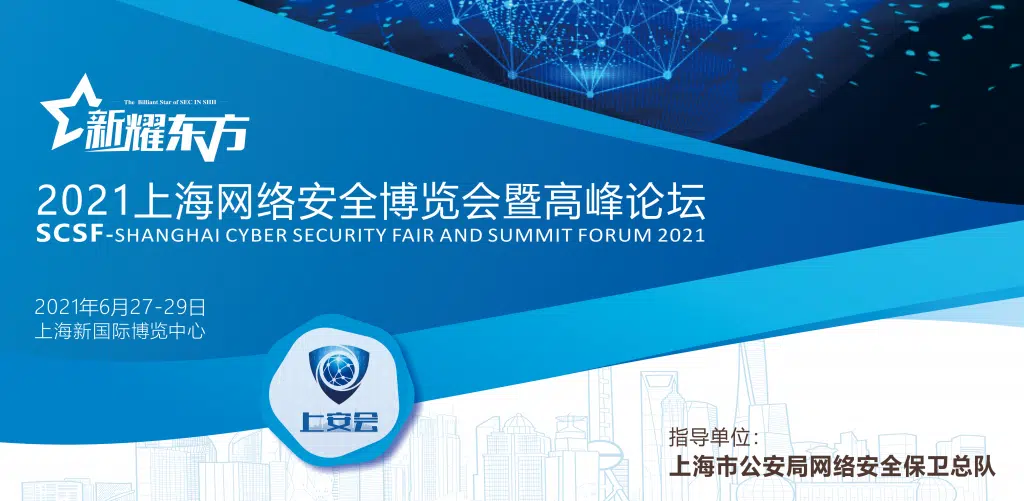 The Billiant Star of SEC IN SHH
新耀东方
2021上海网络安全博览会暨高峰论坛
SCSF-SHANGHAI CYBER SECURITY FAIR AND SUMMIT FORUM 2021
2021年6月27-29日
上海新国际博览中心
上安会
指导单位：
上海市公安局网络安全保卫总队